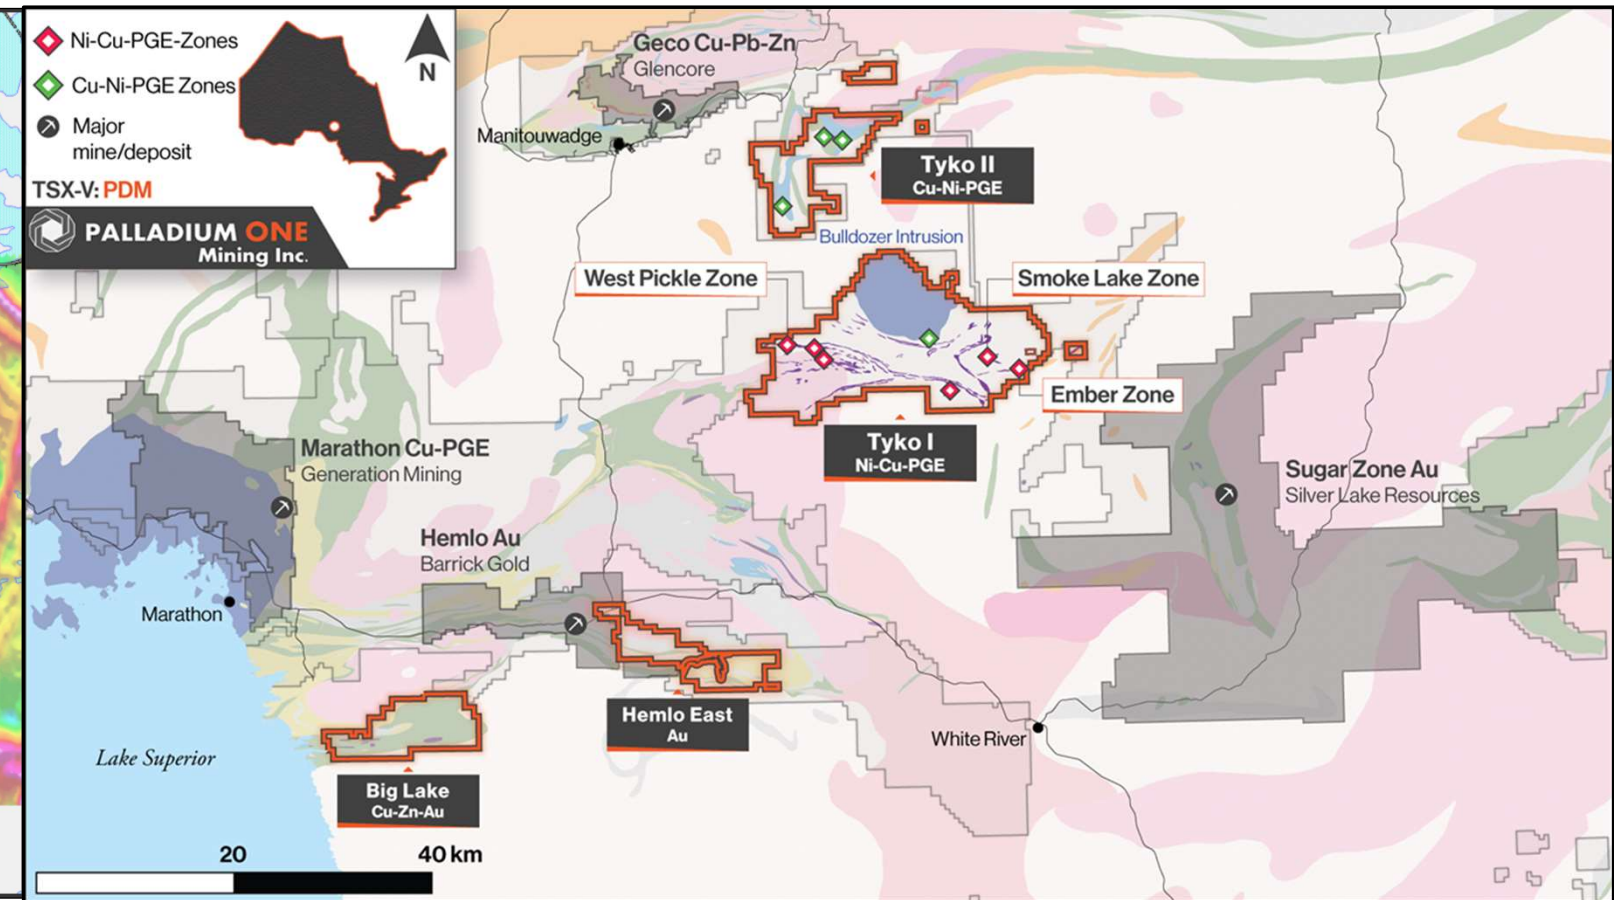 Ni-Cu-PGE-Zones
Cu-Ni-PGE Zones
Major
mine/deposit
N
TSX-V: PDM
PALLADIUM ONE
Mining Inc.
Geco Cu-Pb-Zn
Glencore
Manitouwadge
Tyko II
Cu-Ni-PGE
Bulldozer Intrusion
West Pickle Zone
Smoke Lake Zone
Ember Zone
Tyko I
Ni-Cu-PGE
Marathon Cu-PGE
Generation Mining
Sugar Zone Au
Silver Lake Resources
Hemlo Au
Barrick Gold
Marathon
Hemlo East
Au
White River
Lake Superior
Big Lake
Cu-Zn-Au
20
40 km